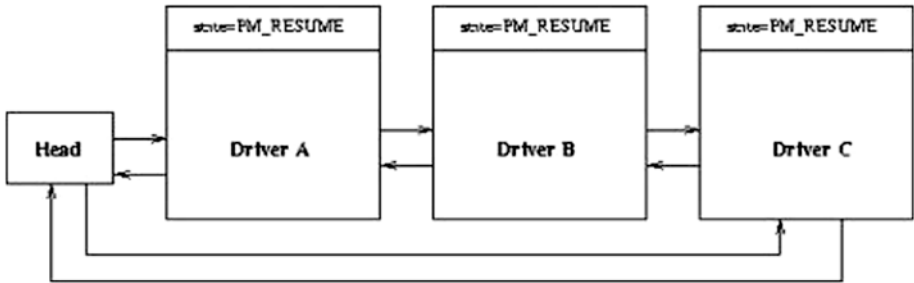 state=PM_RESUME
state=PM_RESUME
state=PM_RESUME
Head
Driver A
Driver B
Driver C